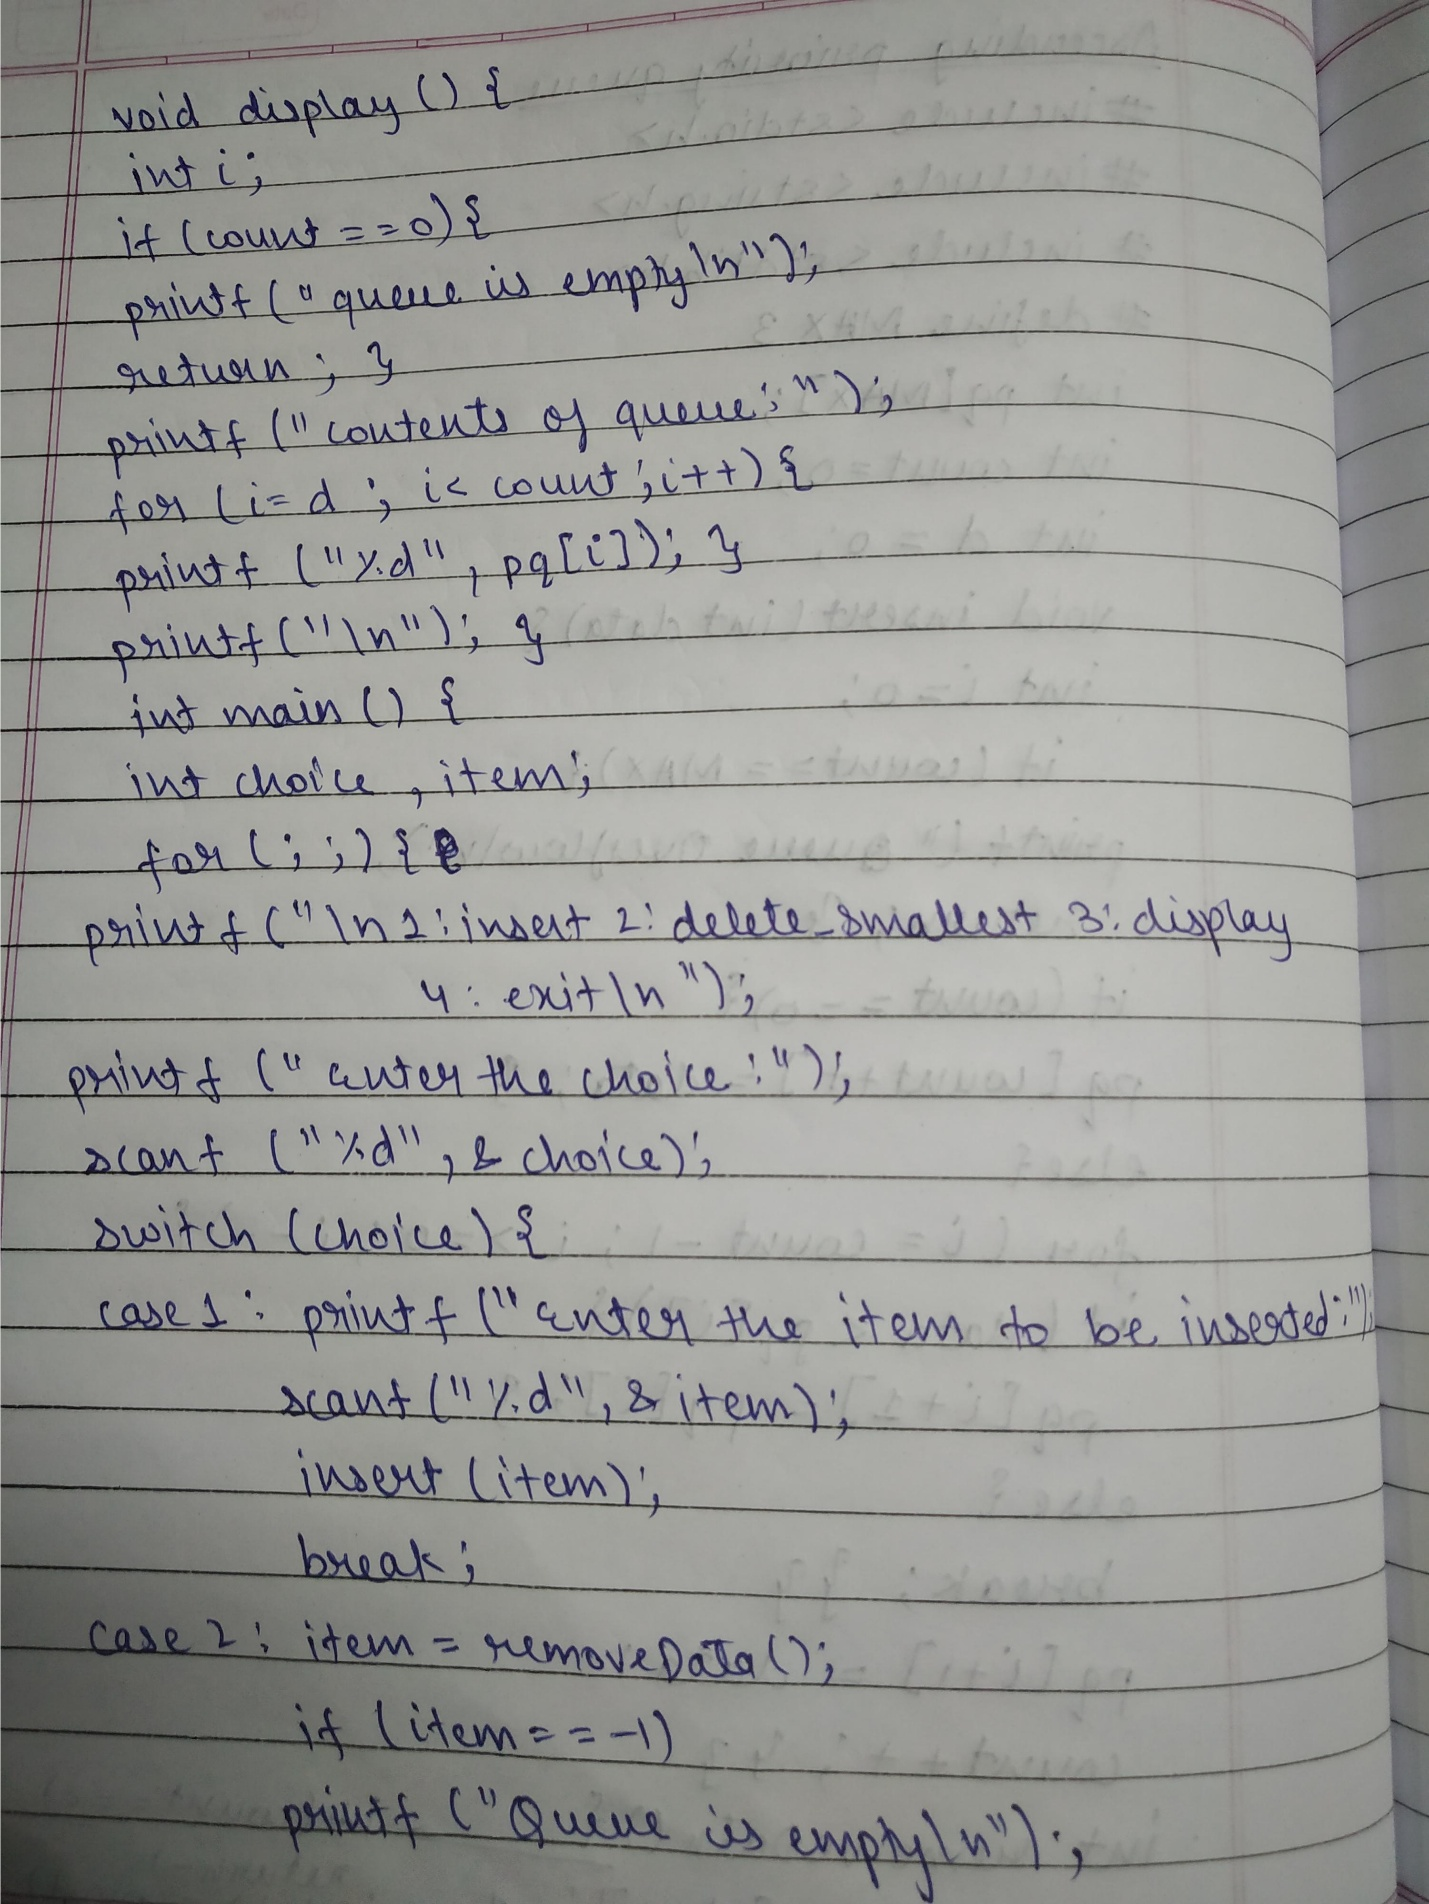 void display () {
int i;
if (count == 0) {
printf ("queue is empty\n");
return; }
printf ("contents of queue:");
for (i=d ; i< count ; i++) {
printf ("%d", pq[i]); }
printf ("\n"); }
int main () {
int choice , item;
for (; ;) {
printf ("\n 1: insert 2: delete_smallest 3: display
4: exit\n ");
printf (" Enter the choice :");
scanf ("%d", & choice);
switch (choice) {
case 1 : printf (" Enter the item to be inserted:");
scanf ("%d", & item);
insert (item);
break;
case 2: item = removeData();
if (item == -1)
printf ("Queue is empty\n");